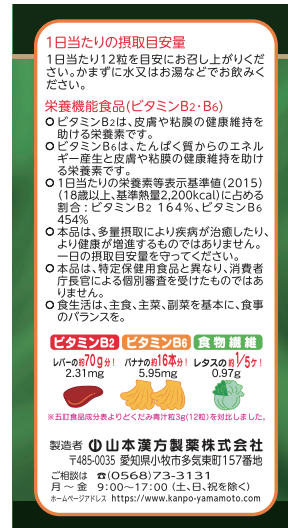 1日当たりの摂取目安量
1日当たり12粒を目安にお召し上がりくだ
さい。かまずに水又はお湯などでお飲みく
ださい。
栄養機能食品(ビタミンB2・B6)
○ビタミンB2は、皮膚や粘膜の健康維持を
助ける栄養素です。
○ビタミンB6は、たんぱく質からのエネル
ギー産生と皮膚や粘膜の健康維持を助け
る栄養素です。
○1日当たりの栄養素等表示基準値(2015)
(18歳以上、基準熱量2,200kcal)に占める
割合:ビタミンB2 164%、ビタミンB6
454%
○本品は、多量摂取により疾病が治癒したり、
より健康が増進するものではありません。
一日の摂取目安量を守ってください。
○本品は、特定保健用食品と異なり、消費者
庁長官による個別審査を受けたものではあ
りません。
○食生活は、主食、主菜、副菜を基本に、食事
のバランスを。
ビタミンB2 ビタミンB6 食物繊維
レバーの約70g分! バナナの約16本分! レタスの約1/5ケ!
2.31mg 5.95mg 0.97g
※五訂食品成分表よりどくだみ青汁粒3g(12粒)を対比しました。
製造者 山本漢方製薬株式会社
〒485-0035 愛知県小牧市多気東町157番地
ご相談は ☎(0568)73-3131
月〜金 9:00〜17:00(土、日、祝を除く)
ホームページアドレス https://www.kanpo-yamamoto.com